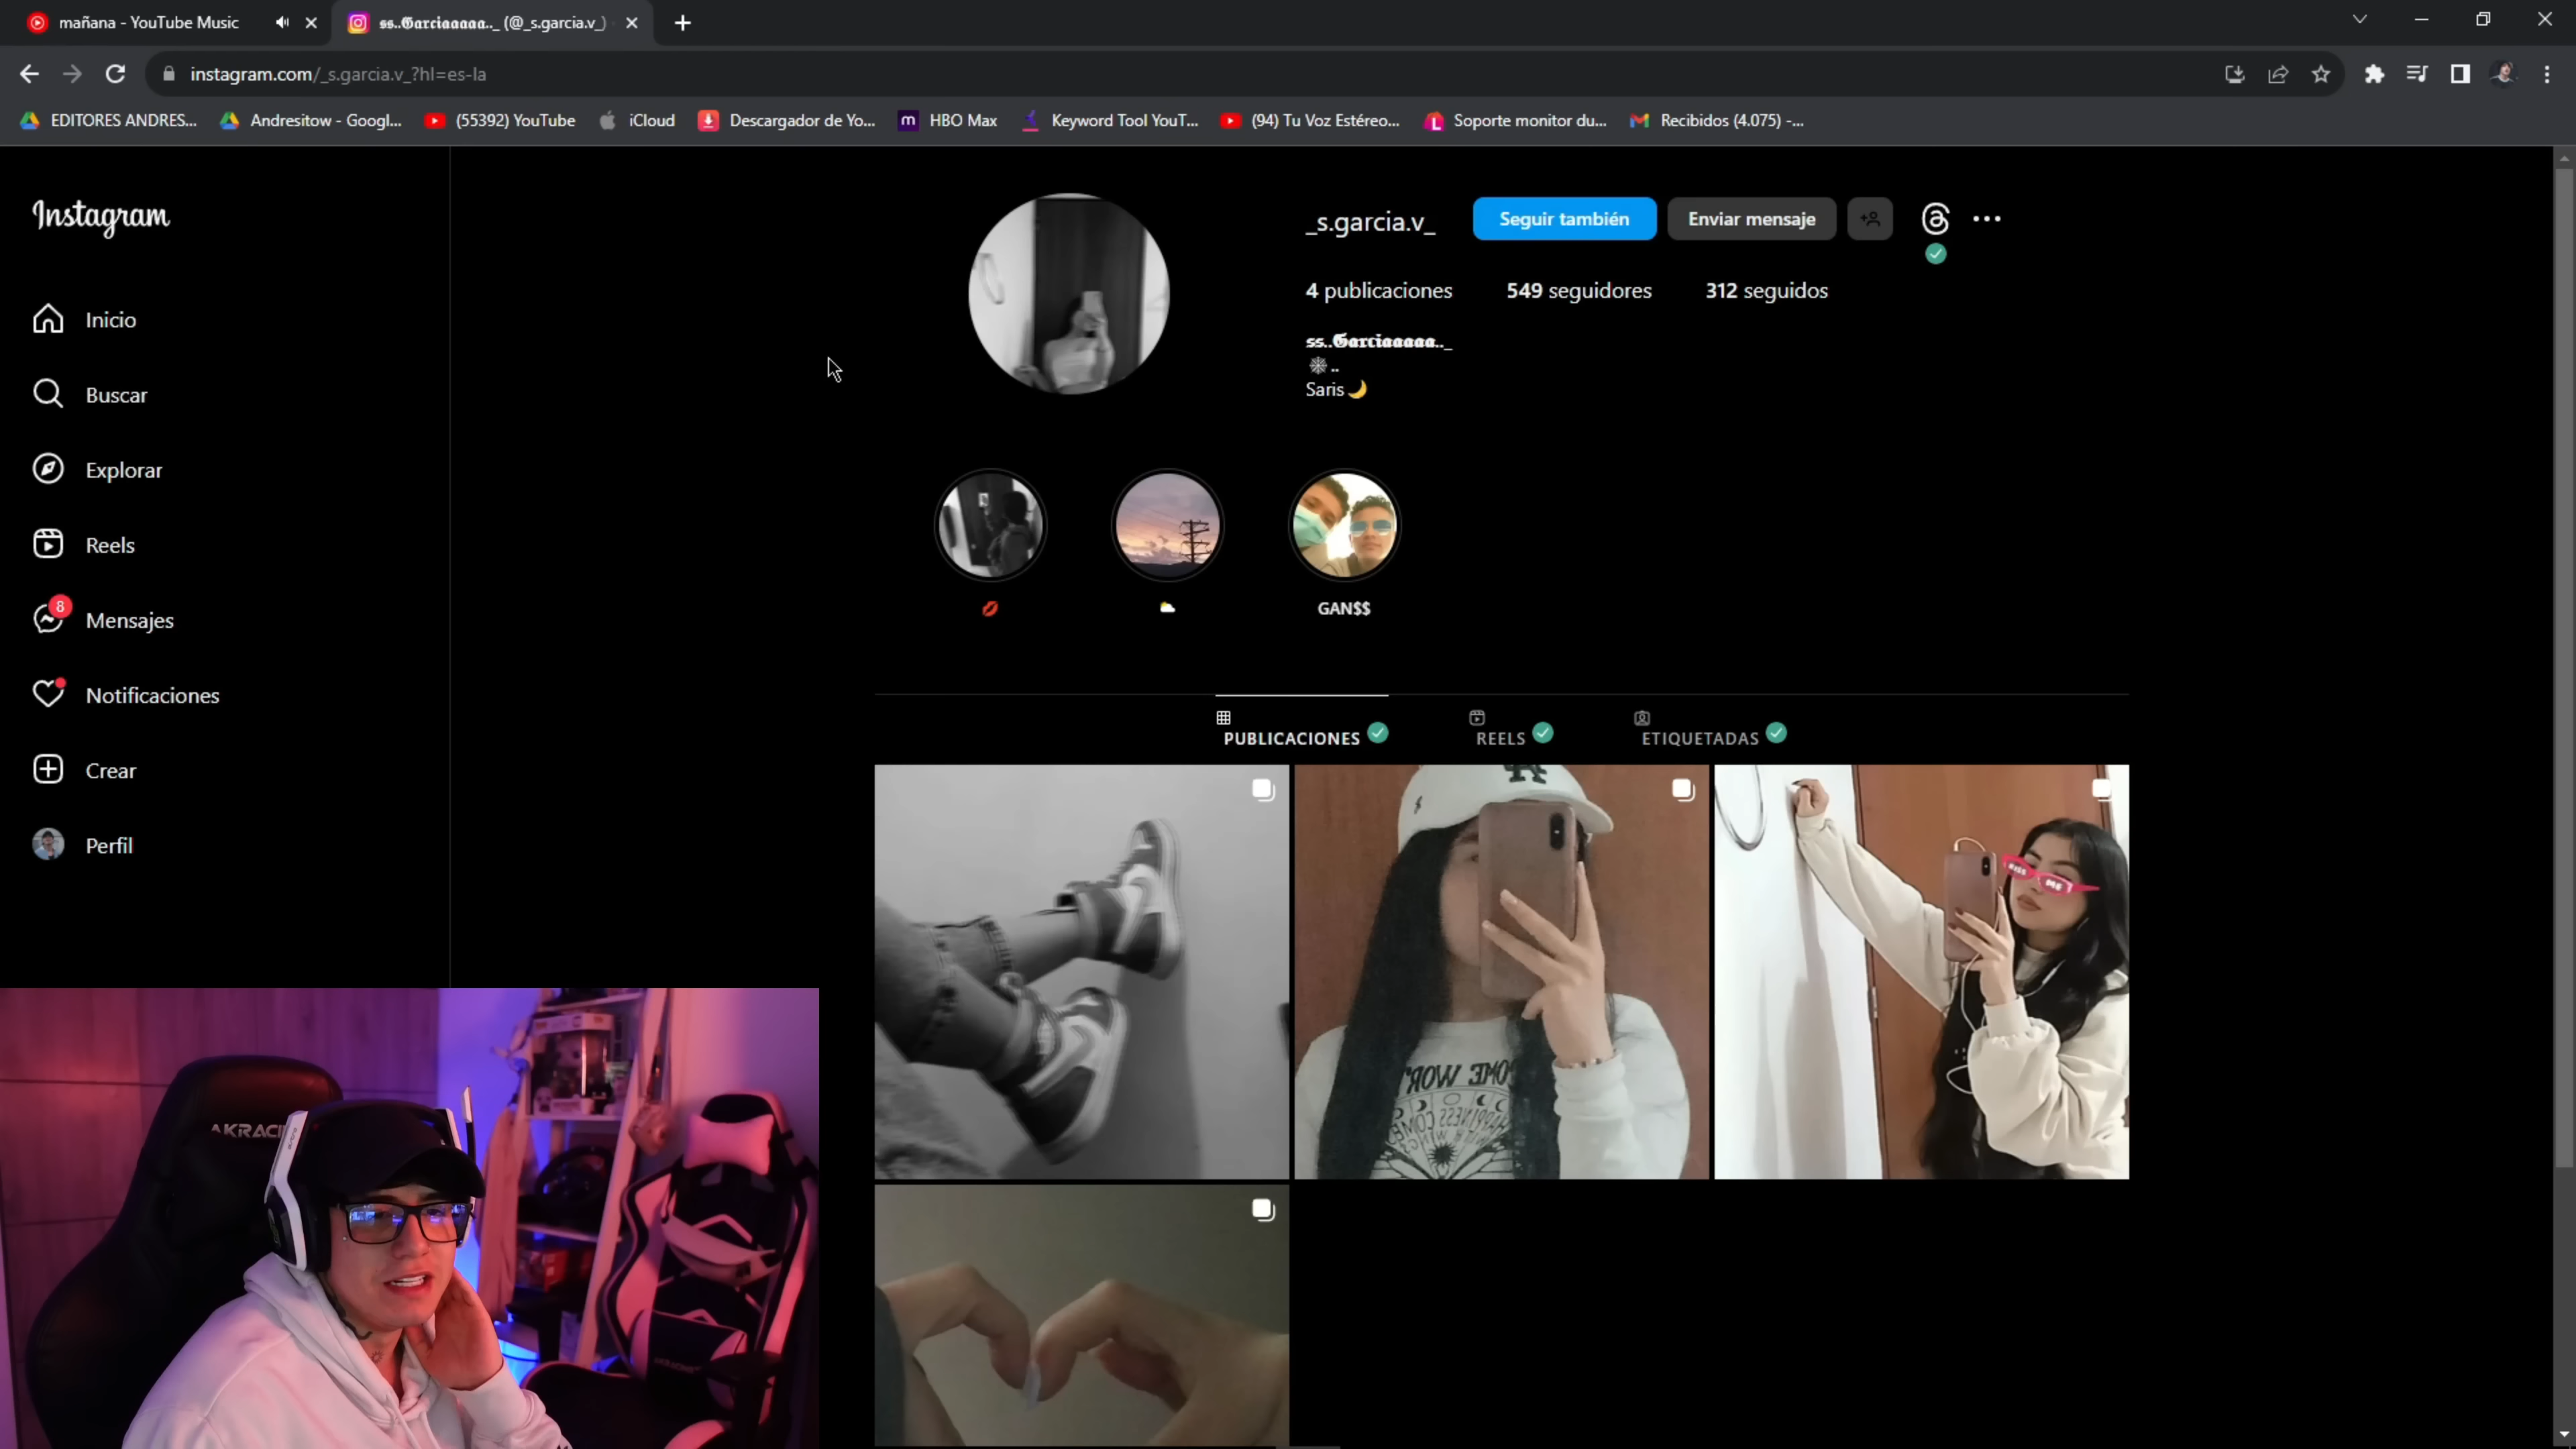 mañana - YouTube Music
ss..𝕲𝖆𝖗𝖈𝖎𝖆𝖆𝖆𝖆𝖆.._ (@_s.garcia.v_)
instagram.com/_s.garcia.v_?hl=es-la
EDITORES ANDRES... Andresitow - Googl... (55392) YouTube iCloud Descargador de Yo... HBO Max Keyword Tool YouT... (94) Tu Voz Estéreo... Soporte monitor du... Recibidos (4.075) -...
Instagram
Inicio
Buscar
Explorar
Reels
8
Mensajes
Notificaciones
Crear
Perfil
_s.garcia.v_ Seguir también Enviar mensaje
4 publicaciones 549 seguidores 312 seguidos
ss..𝕲𝖆𝖗𝖈𝖎𝖆𝖆𝖆𝖆𝖆.._
🕸..
Saris🌙
💋 🌥 GAN$$
PUBLICACIONES REELS ETIQUETADAS
KISS ME
AKRACI